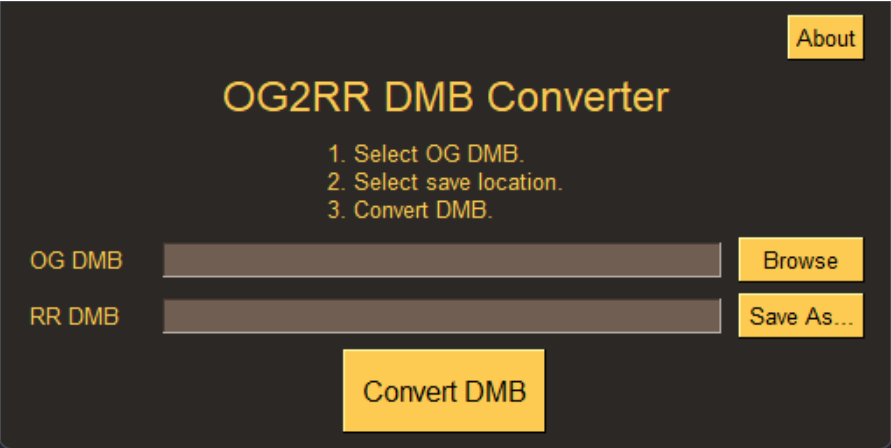 About
OG2RR DMB Converter
1. Select OG DMB.
2. Select save location.
3. Convert DMB.
OG DMB
Browse
RR DMB
Save As...
Convert DMB